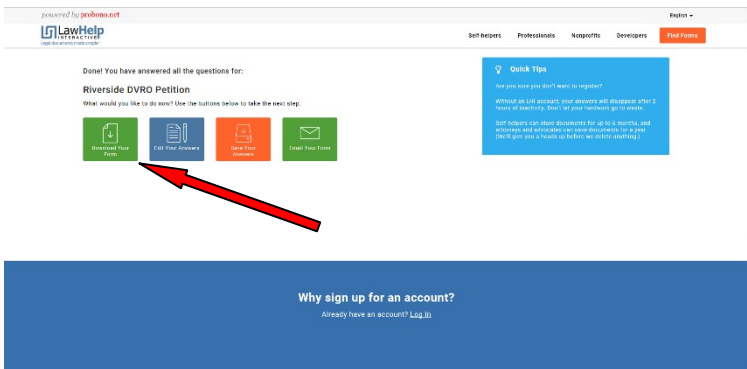 powered by probono.net
English
LawHelp
INTERACTIVE
Legal documents made simpler
Self-helpers Professionals Nonprofits Developers Find Forms
Done! You have answered all the questions for:
Riverside DVRO Petition
What would you like to do now? Use the buttons below to take the next step.
Download Your
Form
Edit Your Answers
Save Your
Answers
Email Your Form
Quick Tips
Are you sure you don't want to register?
Without an LHI account, your answers will disappear after 2
hours of inactivity. Don't let your hardwork go to waste.
Self-helpers can store documents for up to 6 months, and
attorneys and advocates can save documents for a year.
(We'll give you a heads up before we delete anything.)
Why sign up for an account?
Already have an account? Log In